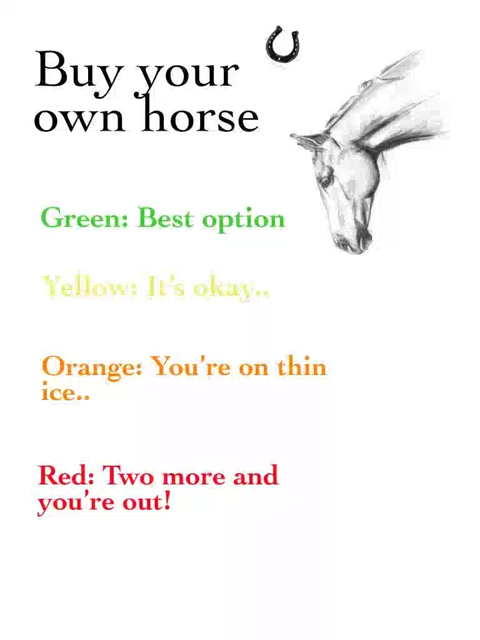 Buy your
own horse
Green: Best option
Yellow: It's okay..
Orange: You're on thin
ice..
Red: Two more and
you're out!